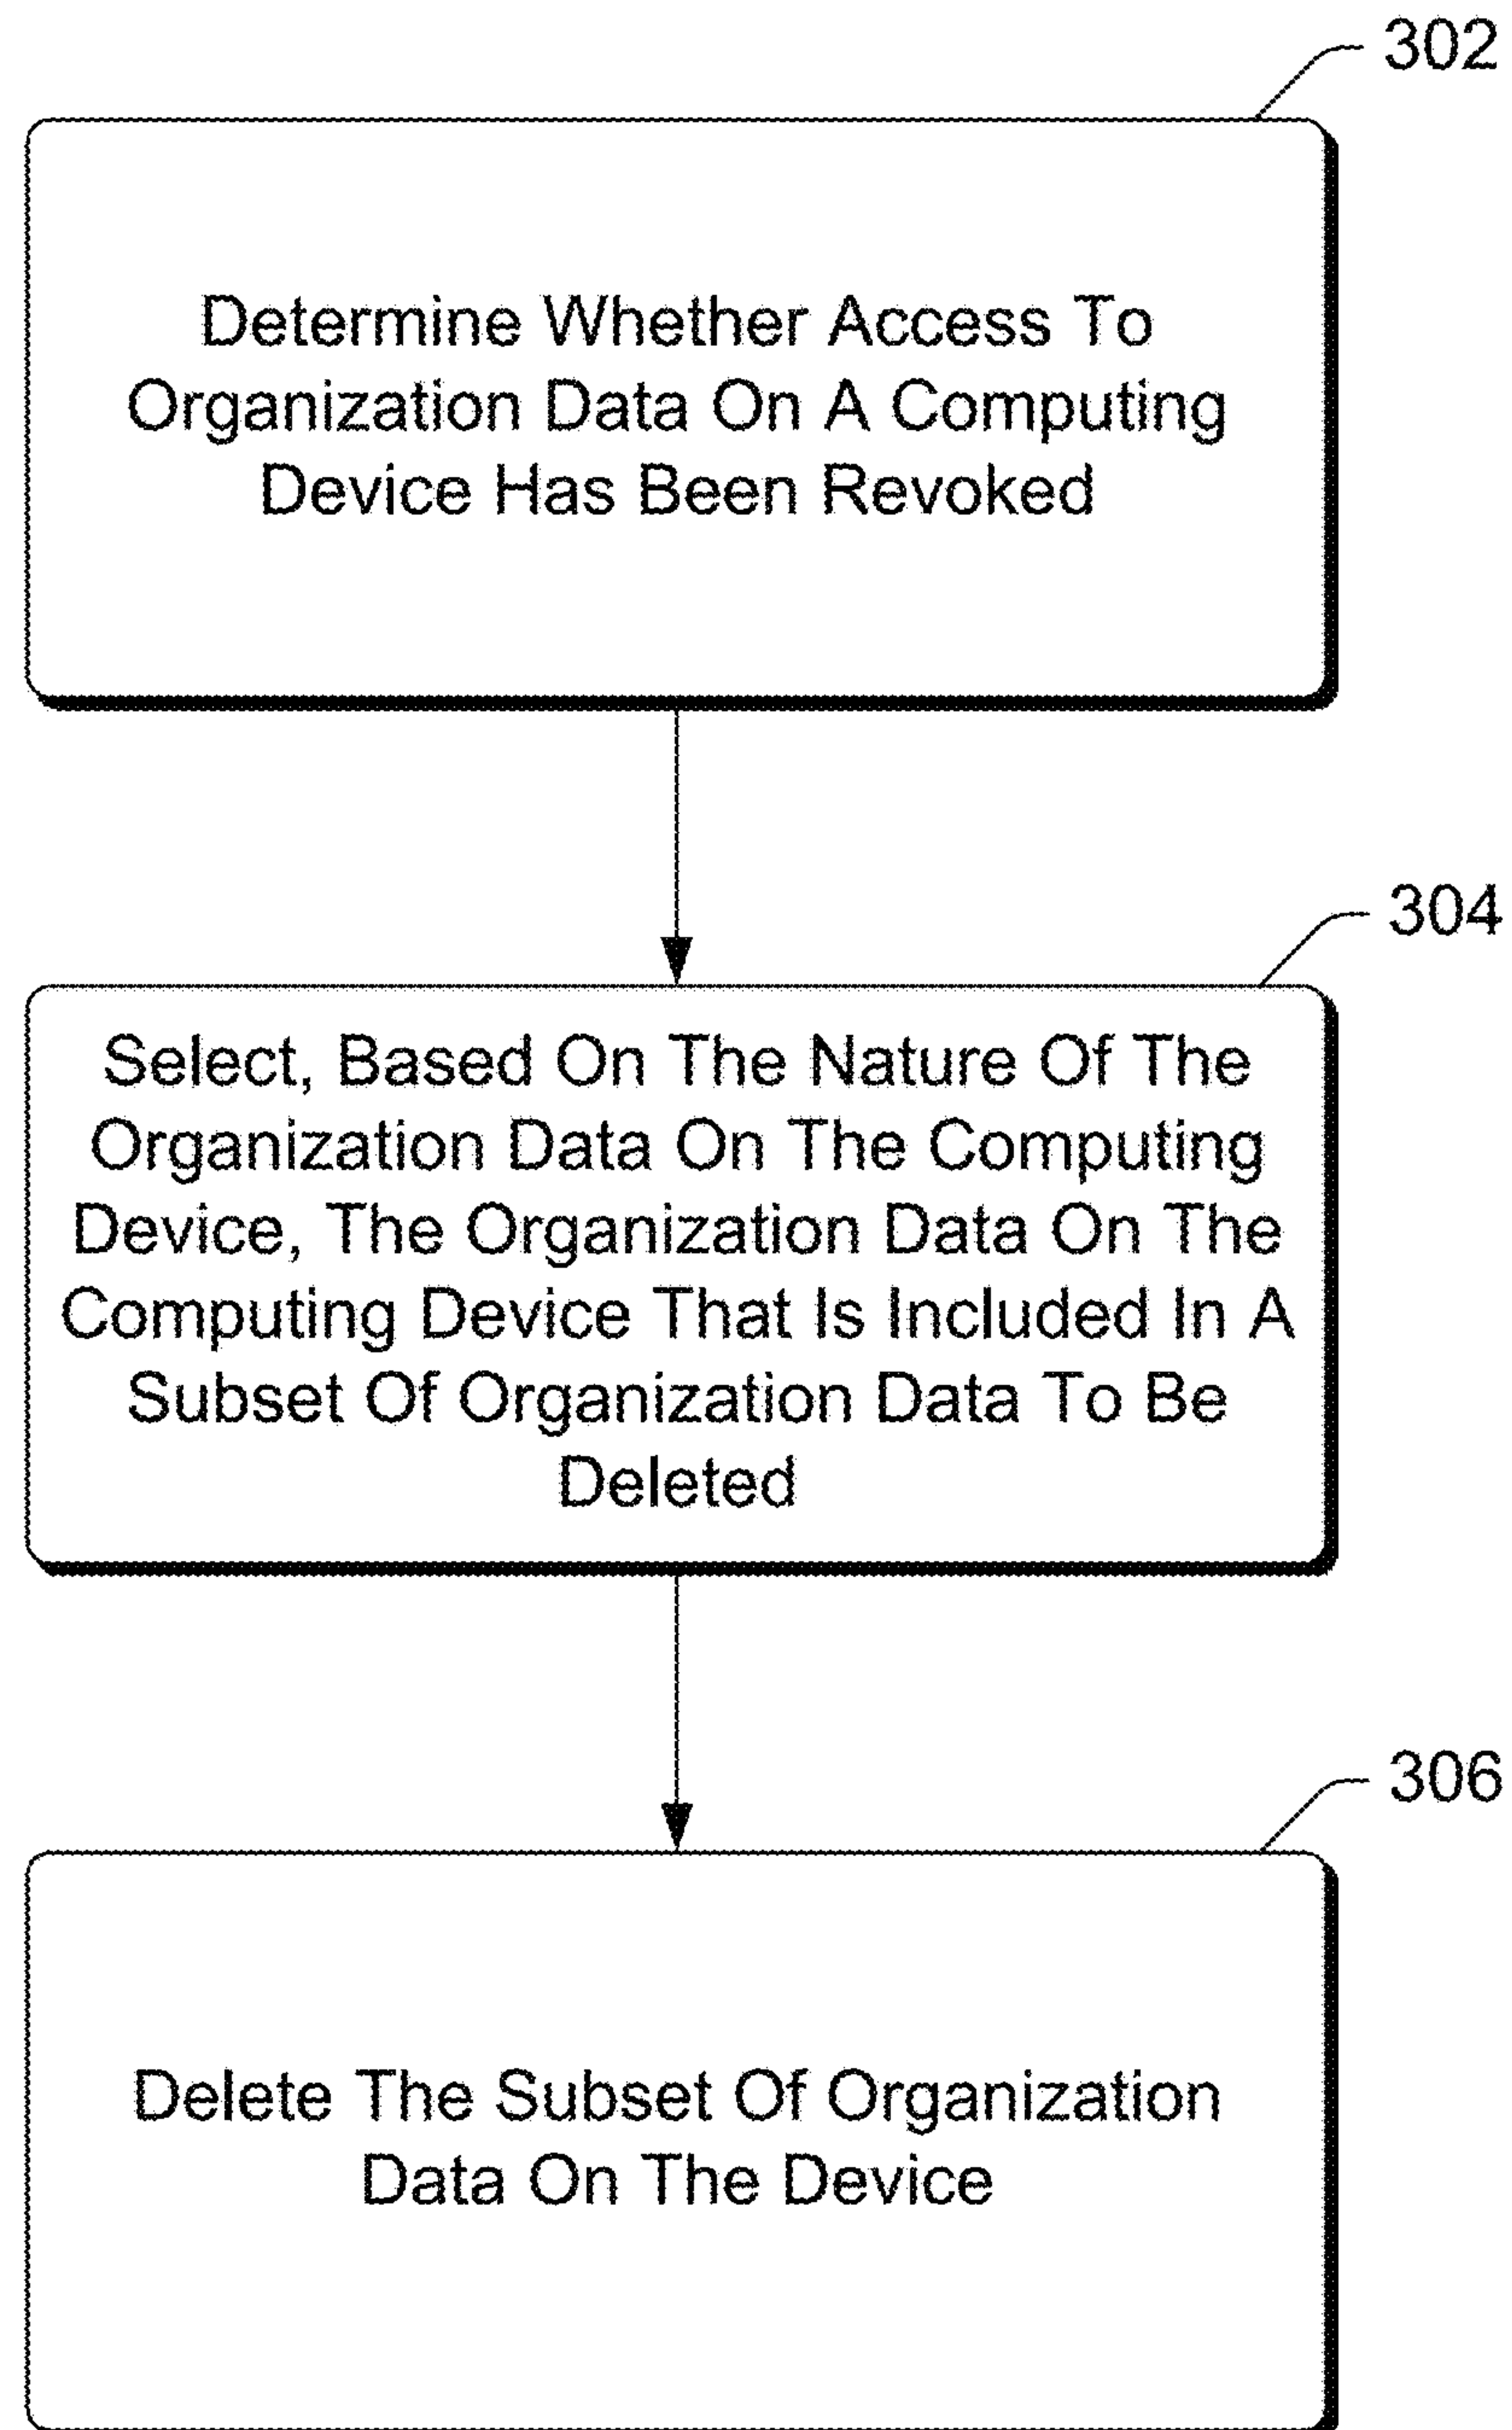 302
Determine Whether Access To
Organization Data On A Computing
Device Has Been Revoked
304
Select, Based On The Nature Of The
Organization Data On The Computing
Device, The Organization Data On The
Computing Device That Is Included In A
Subset Of Organization Data To Be
Deleted
306
Delete The Subset Of Organization
Data On The Device